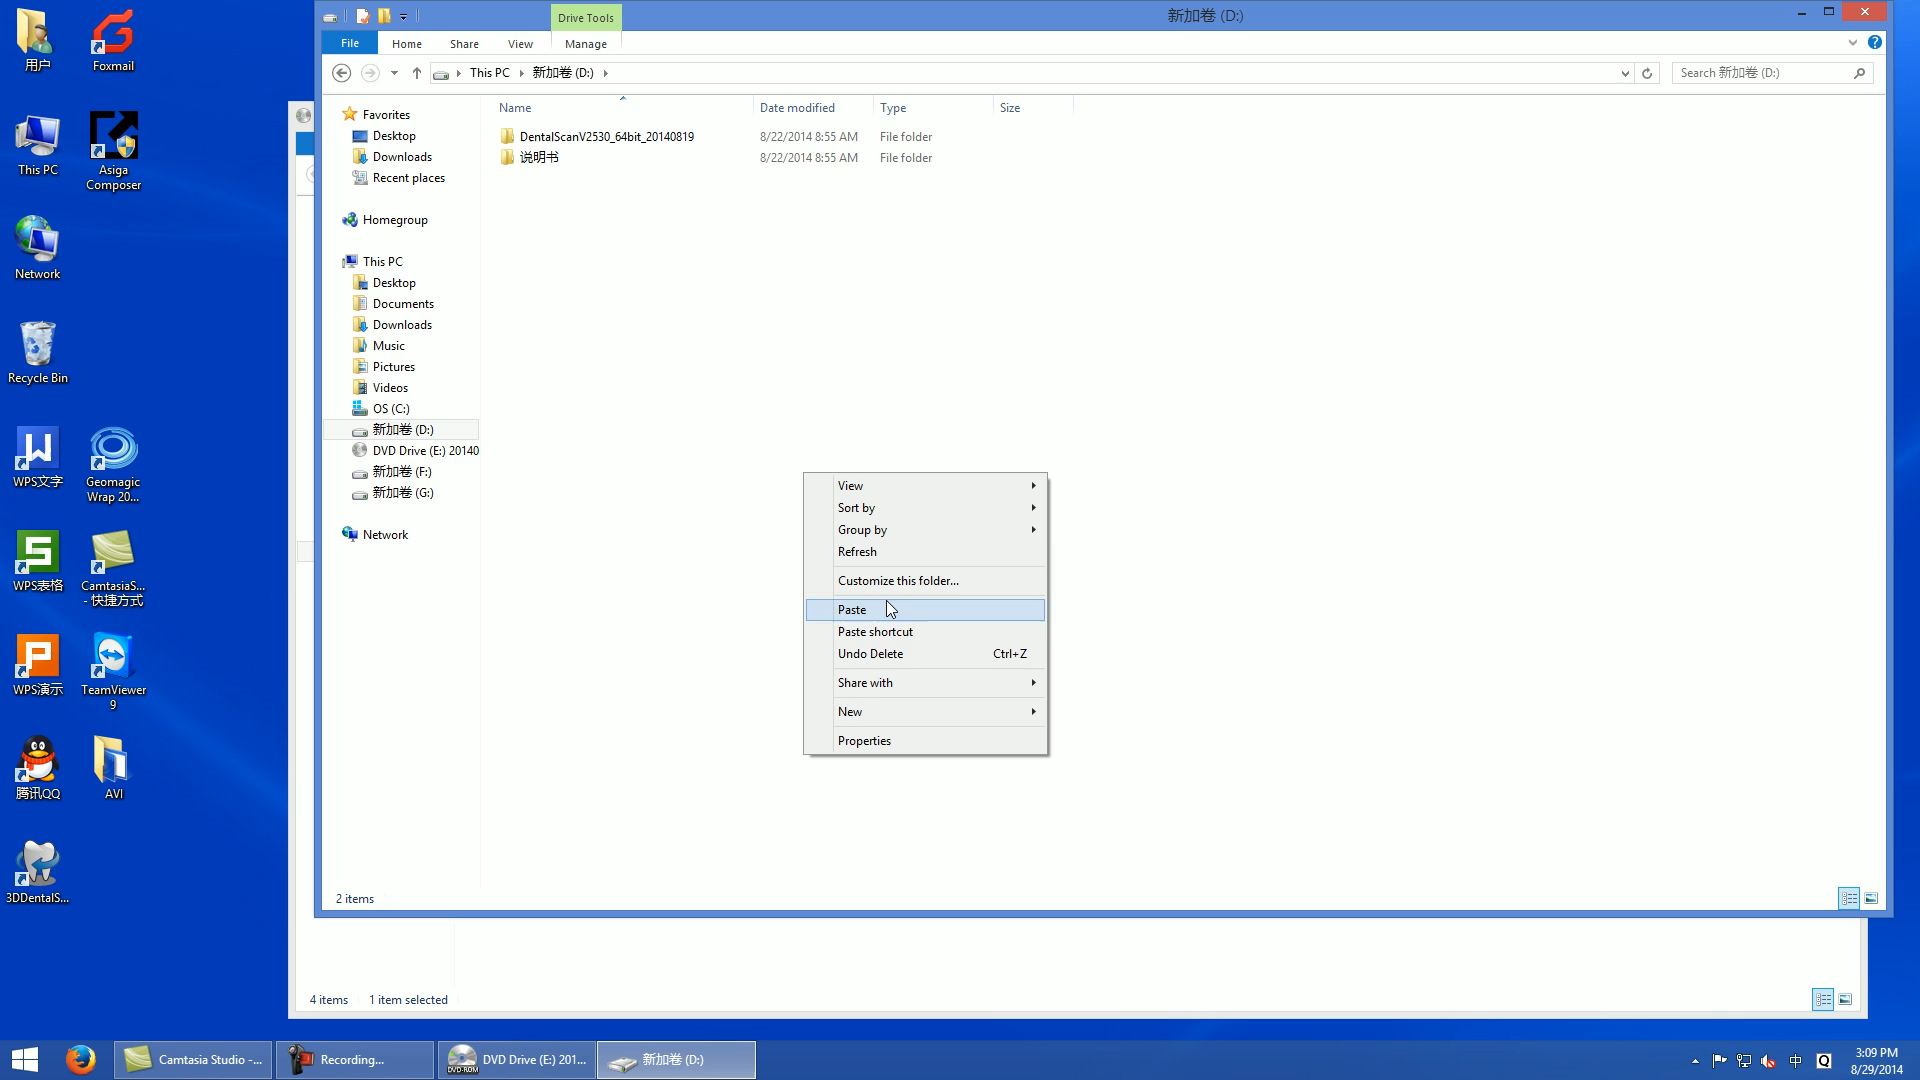 用户
Foxmail
This PC
Asiga
Composer
Network
Recycle Bin
WPS文字
Geomagic
Wrap 20...
WPS表格
CamtasiaS...
- 快捷方式
WPS演示
TeamViewer
9
腾讯QQ
AVI
3DDentalS...
Drive Tools
新加卷 (D:)
File
Home
Share
View
Manage
This PC
新加卷 (D:)
Search 新加卷 (D:)
Favorites
Desktop
Downloads
Recent places
Homegroup
This PC
Desktop
Documents
Downloads
Music
Pictures
Videos
OS (C:)
新加卷 (D:)
DVD Drive (E:) 20140
新加卷 (F:)
新加卷 (G:)
Network
Name Date modified Type Size
DentalScanV2530_64bit_20140819 8/22/2014 8:55 AM File folder
说明书 8/22/2014 8:55 AM File folder
View
Sort by
Group by
Refresh
Customize this folder...
Paste
Paste shortcut
Undo Delete Ctrl+Z
Share with
New
Properties
2 items
4 items 1 item selected
Camtasia Studio -...
Recording...
DVD-ROM
DVD Drive (E:) 201...
新加卷 (D:)
中
Q
3:09 PM
8/29/2014